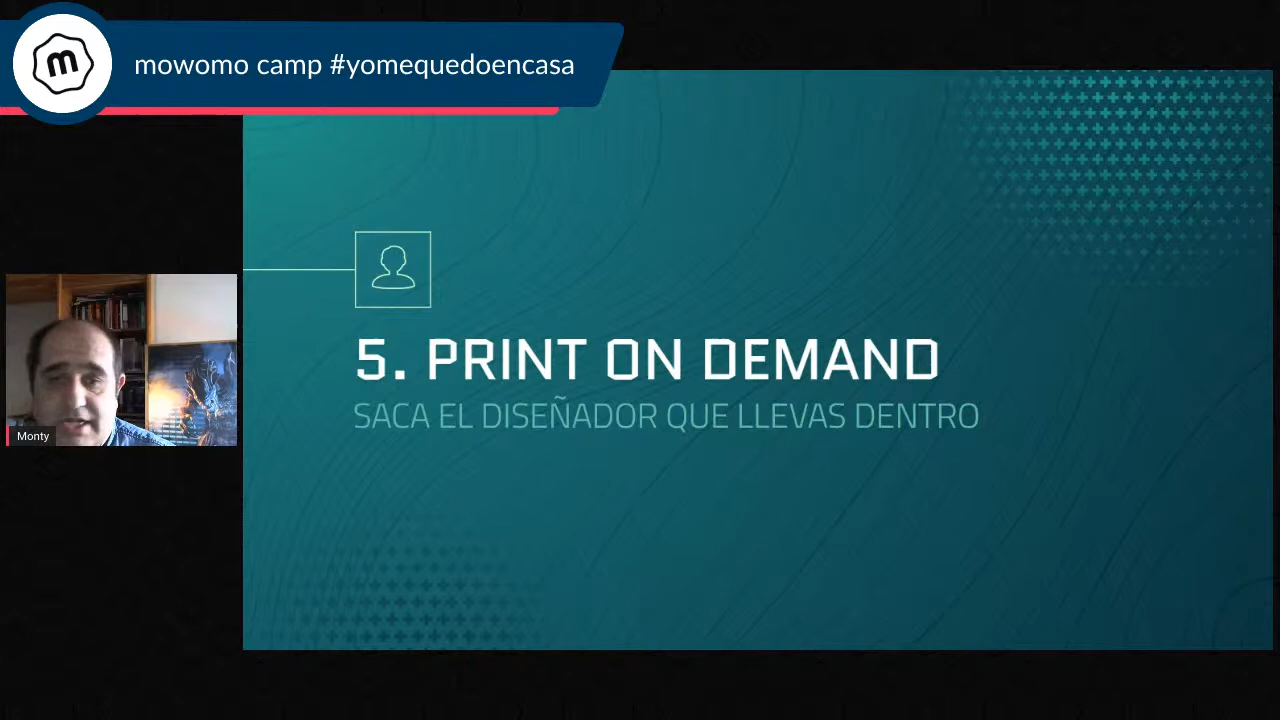 m
mowomo camp #yomequedoencasa
5. PRINT ON DEMAND
SACA EL DISEÑADOR QUE LLEVAS DENTRO
Monty